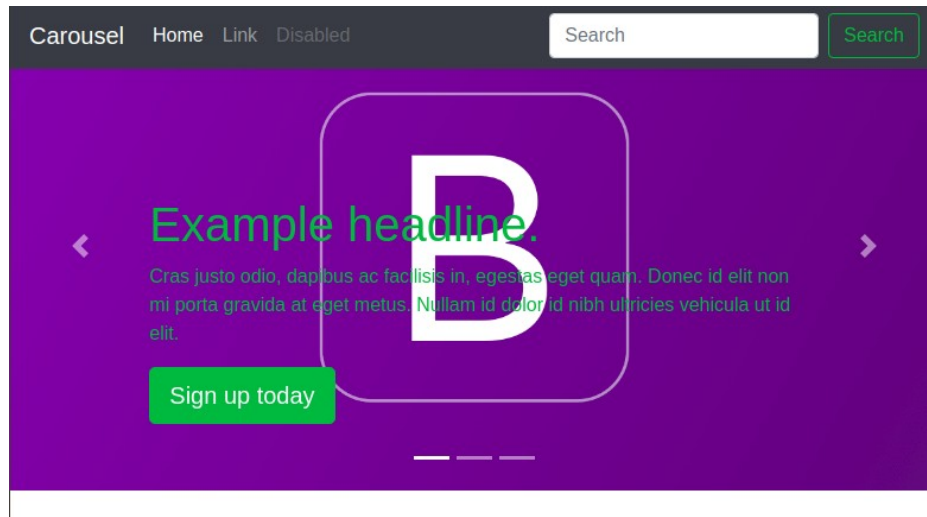 Carousel Home Link Disabled Search Search
B
Example headline.
Cras justo odio, dapibus ac facilisis in, egestas eget quam. Donec id elit non
mi porta gravida at eget metus. Nullam id dolor id nibh ultricies vehicula ut id
elit.
Sign up today